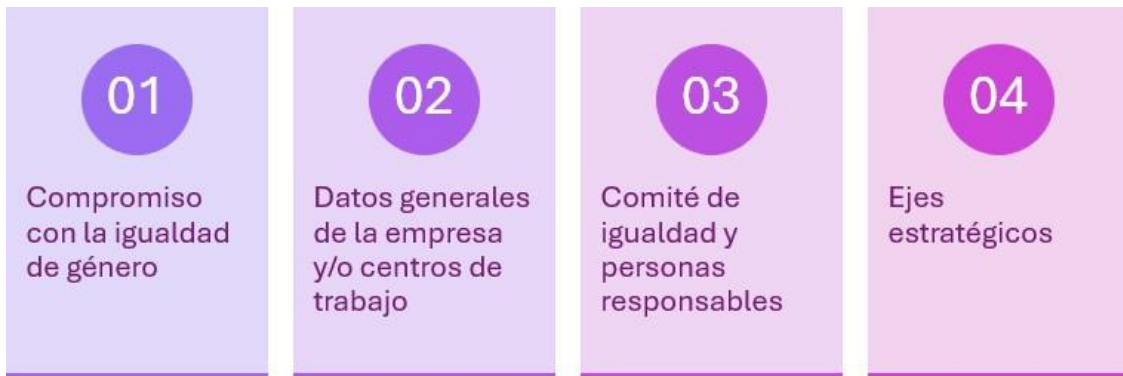 01
Compromiso
con la igualdad
de género
02
Datos generales
de la empresa
y/o centros de
trabajo
03
Comité de
igualdad y
personas
responsables
04
Ejes
estratégicos